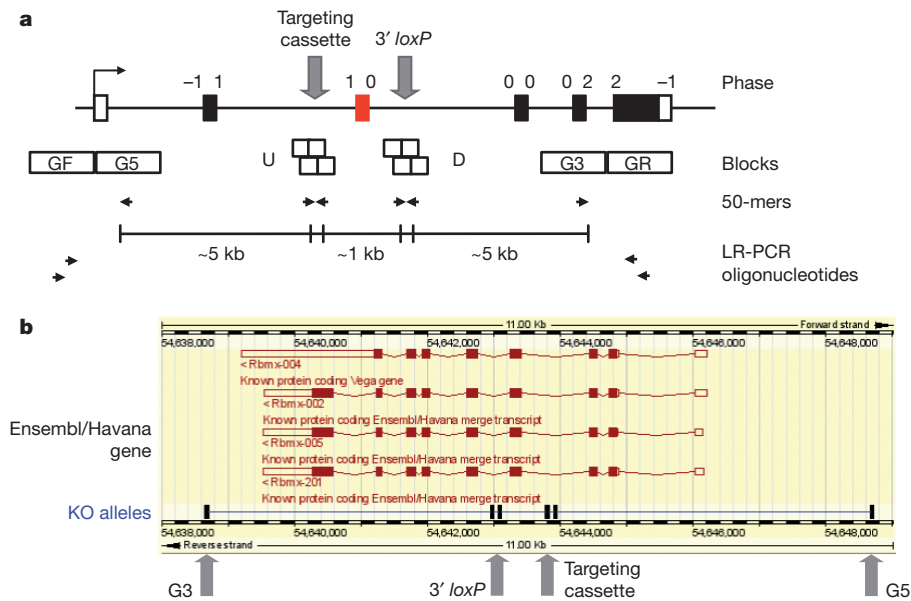 a
Targeting
cassette
3′ loxP
–1 1 1 0 0 0 0 2 2 –1 Phase
GF G5 U D G3 GR Blocks
50-mers
~5 kb ~1 kb ~5 kb
LR-PCR
oligonucleotides
b
11.00 Kb Forward strand
54,638,000 54,640,000 54,642,000 54,644,000 54,646,000 54,648,000
< Rbmx-004
Known protein coding Vega gene
< Rbmx-002
Known protein coding Ensembl/Havana merge transcript
< Rbmx-005
Known protein coding Ensembl/Havana merge transcript
< Rbmx-201
Known protein coding Ensembl/Havana merge transcript
Ensembl/Havana
gene
KO alleles
54,638,000 54,640,000 54,642,000 54,644,000 54,646,000 54,648,000
Reverse strand 11.00 Kb
G3 3′ loxP Targeting
cassette G5